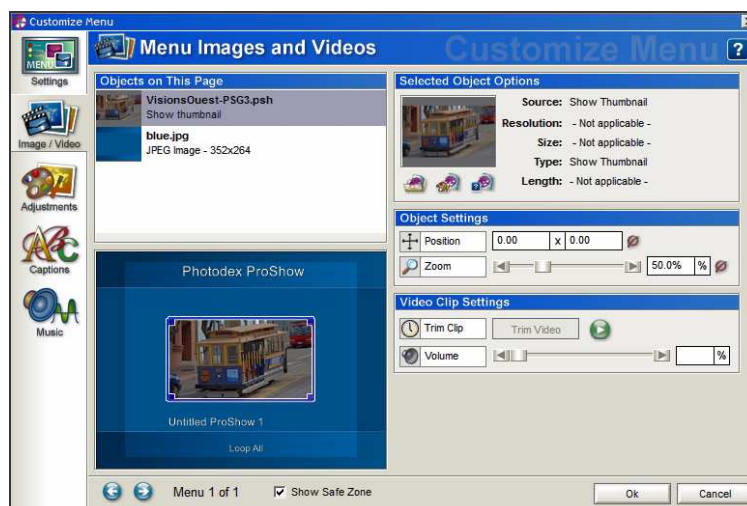 Customize Menu
Menu Images and Videos
Customize Menu
?
MENU
Settings
Image / Video
Adjustments
ABC
Captions
Music
Objects on This Page
VisionsOuest-PSG3.psh
Show thumbnail
blue.jpg
JPEG Image - 352x264
Photodex ProShow
Untitled ProShow 1
Loop All
Selected Object Options
Source: Show Thumbnail
Resolution: - Not applicable -
Size: - Not applicable -
Type: Show Thumbnail
Length: - Not applicable -
Object Settings
Position 0.00 x 0.00
Zoom 50.0% %
Video Clip Settings
Trim Clip Trim Video
Volume %
Menu 1 of 1 Show Safe Zone Ok Cancel